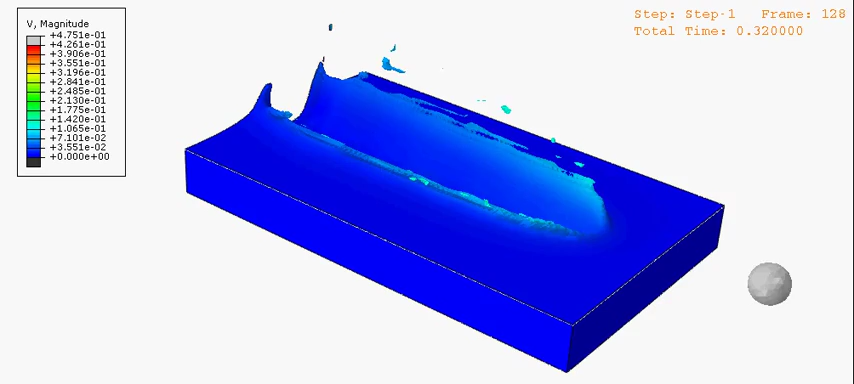 V, Magnitude
+4.751e-01
+4.261e-01
+3.906e-01
+3.551e-01
+3.196e-01
+2.841e-01
+2.485e-01
+2.130e-01
+1.775e-01
+1.420e-01
+1.065e-01
+7.101e-02
+3.551e-02
+0.000e+00
Step: Step-1 Frame: 128
Total Time: 0.320000